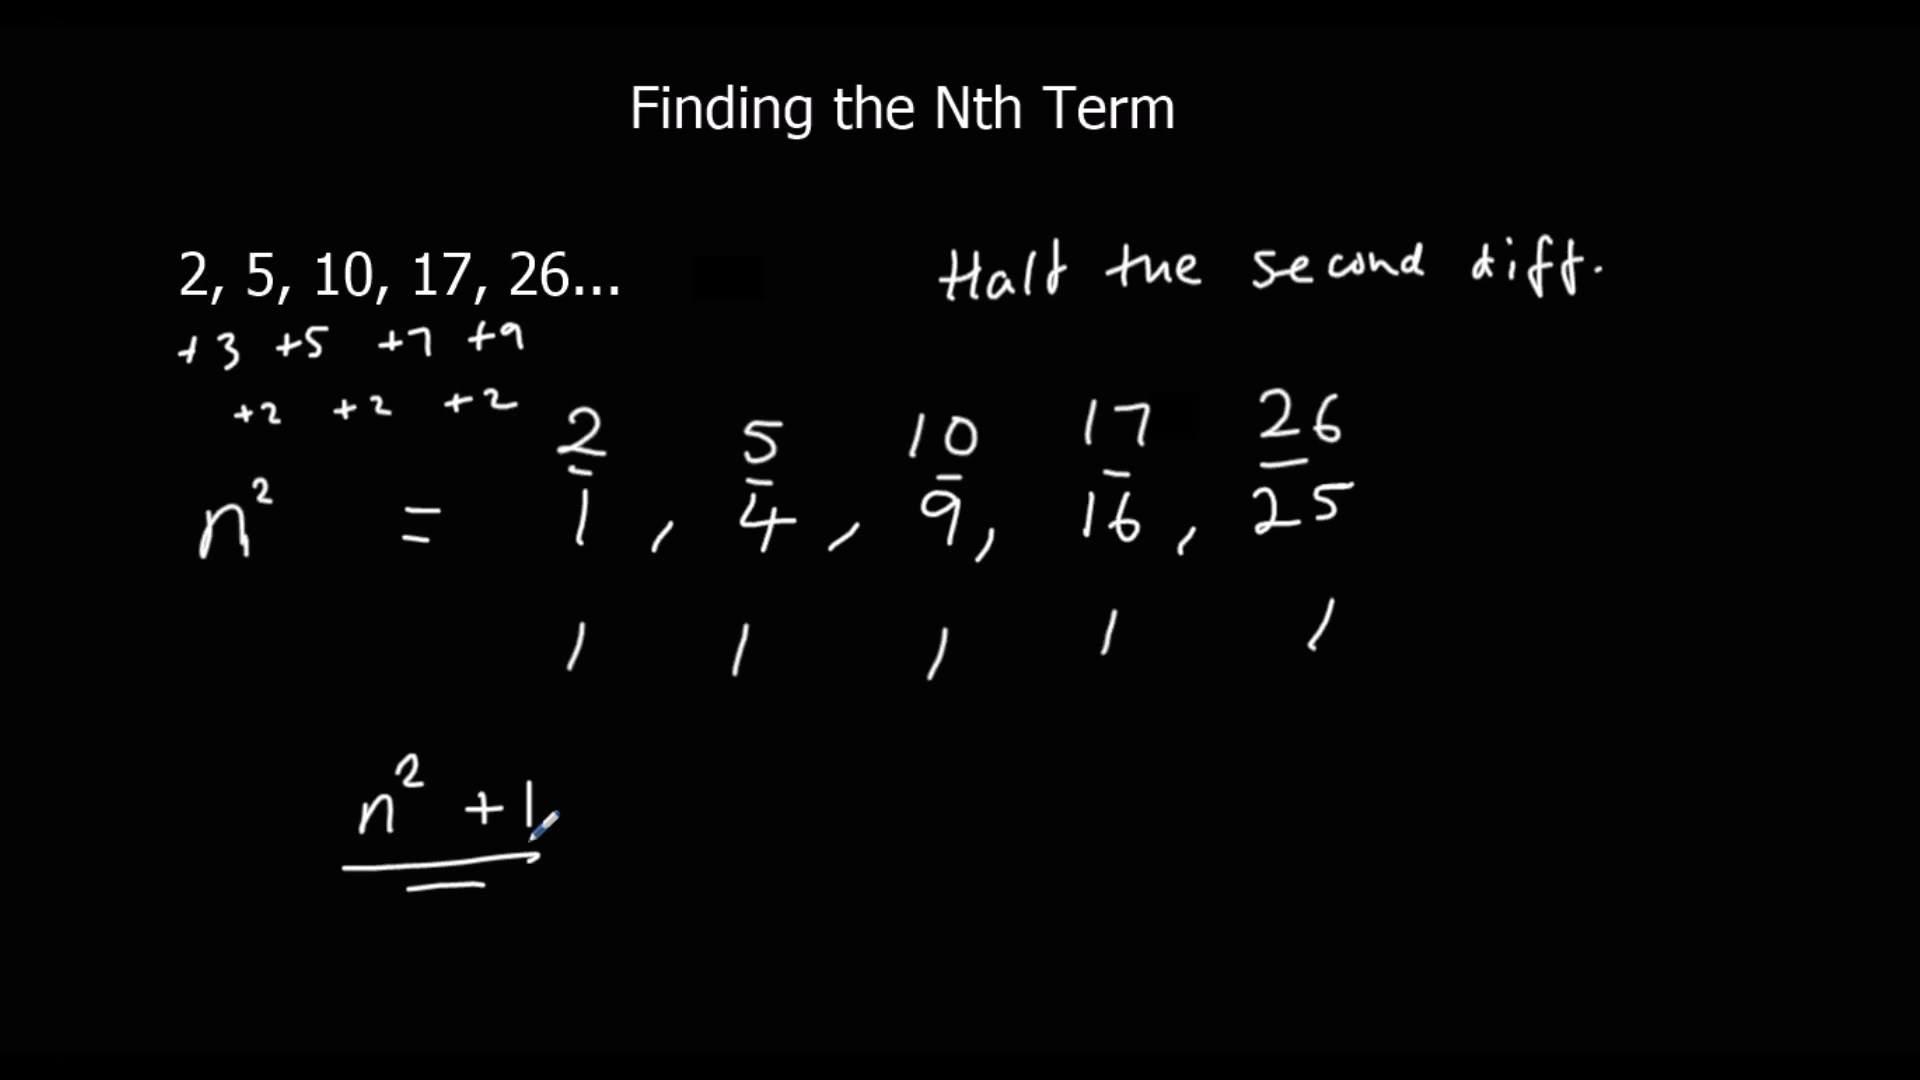 Finding the Nth Term
2, 5, 10, 17, 26...
Half the second diff.
+3 +5 +7 +9
+2 +2 +2
2 5 10 17 26
n² = 1, 4, 9, 16, 25
1 1 1 1 1
n² + 1